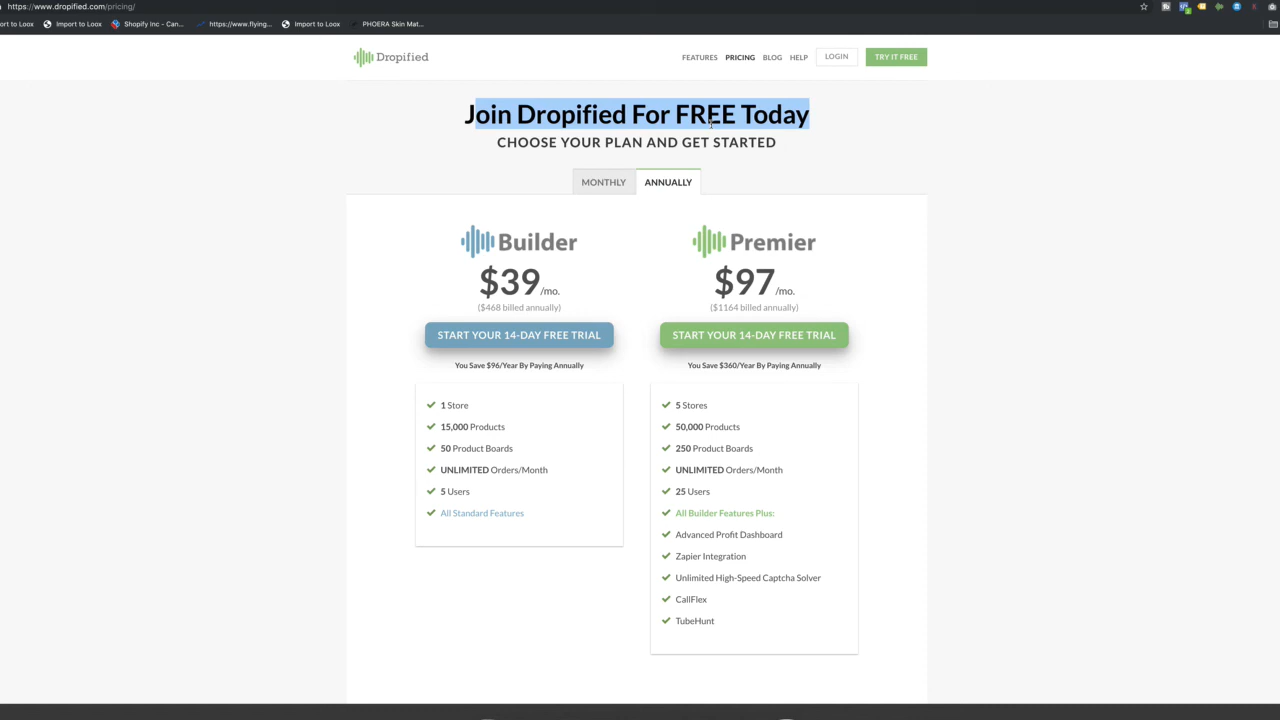 https://www.dropified.com/pricing/
ort to Loox
Import to Loox
Shopify Inc - Can...
https://www.flying...
Import to Loox
PHOERA Skin Mat...
Dropified
FEATURES
PRICING
BLOG
HELP
LOGIN
TRY IT FREE
Join Dropified For FREE Today
CHOOSE YOUR PLAN AND GET STARTED
MONTHLY
ANNUALLY
Builder
$39/mo.
($468 billed annually)
START YOUR 14-DAY FREE TRIAL
You Save $96/Year By Paying Annually
1 Store
15,000 Products
50 Product Boards
UNLIMITED Orders/Month
5 Users
All Standard Features
Premier
$97/mo.
($1164 billed annually)
START YOUR 14-DAY FREE TRIAL
You Save $360/Year By Paying Annually
5 Stores
50,000 Products
250 Product Boards
UNLIMITED Orders/Month
25 Users
All Builder Features Plus:
Advanced Profit Dashboard
Zapier Integration
Unlimited High-Speed Captcha Solver
CallFlex
TubeHunt